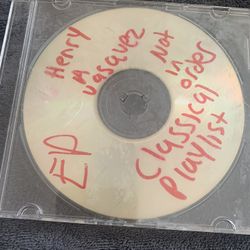 Henry
M
Vasquez
Not
in
order
Classical
Playlist
EP